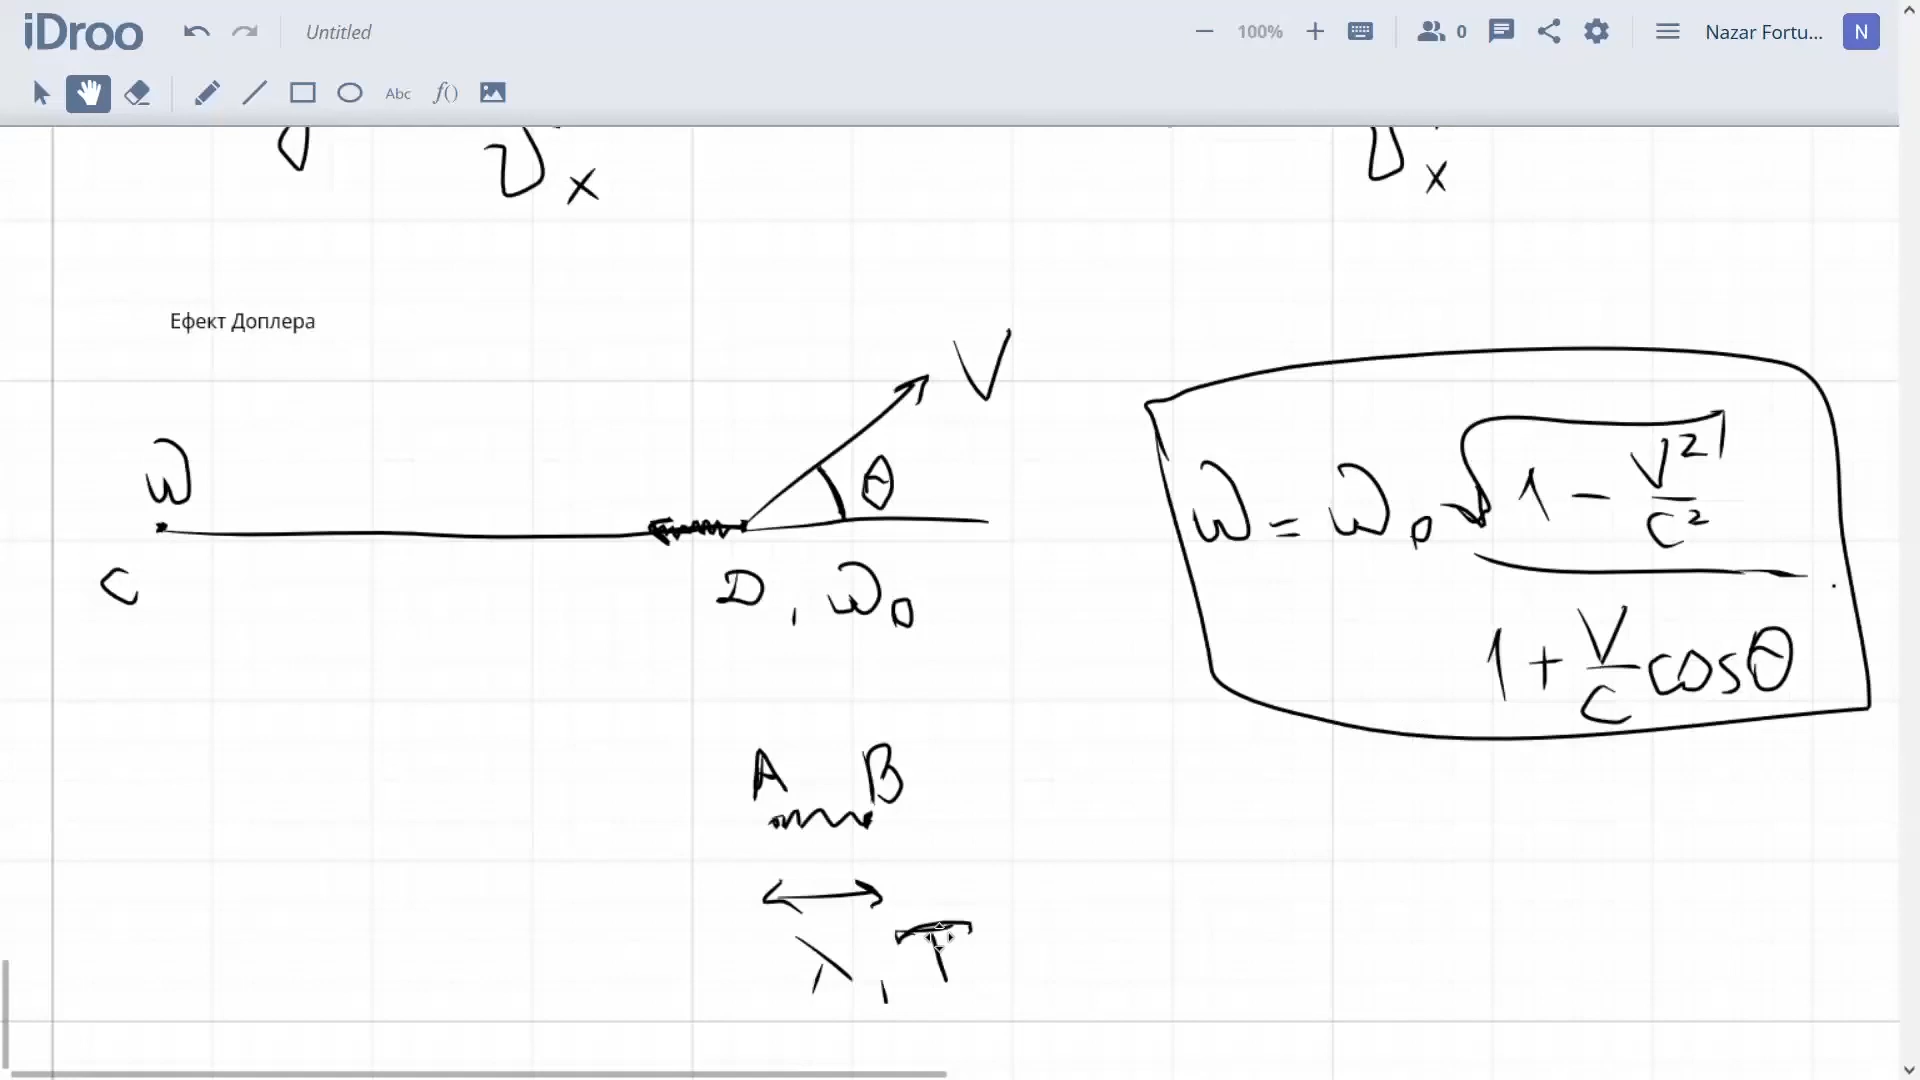 iDroo
Untitled
100%
0
Nazar Fortu...
N
Abc
f()
υ x
υ x
Ефект Доплера
V
ω
θ
C
D, ω₀
ω = ω₀ √(1 - V²/c²) / (1 + V/c cosθ)
A B
λ, T